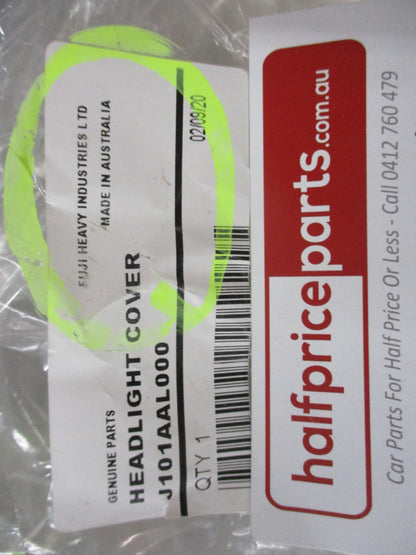 FUJI HEAVY INDUSTRIES LTD
MADE IN AUSTRALIA
02/09/20
GENUINE PARTS
HEADLIGHT COVER
J101AAL000
QTY 1
halfpriceparts.com.au
Car Parts For Half Price Or Less - Call 0412 760 479